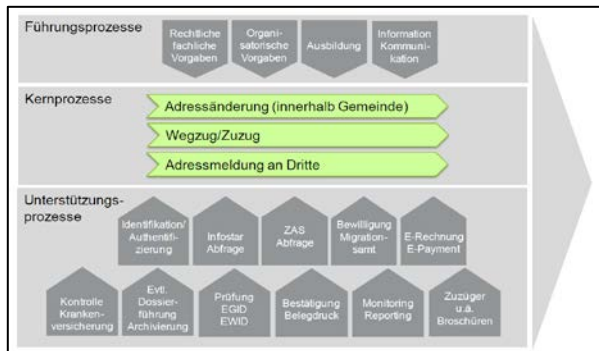 Führungsprozesse
Rechtliche
fachliche
Vorgaben
Organi-
satorische
Vorgaben
Ausbildung
Information
Kommuni-
kation
Kernprozesse
Adressänderung (innerhalb Gemeinde)
Wegzug/Zuzug
Adressmeldung an Dritte
Unterstützungs-
prozesse
Identifikation/
Authentifi-
zierung
Infostar
Abfrage
ZAS
Abfrage
Bewilligung
Migrations-
amt
E-Rechnung
E-Payment
Kontrolle
Kranken-
versicherung
Evtl.
Dossier-
führung
Archivierung
Prüfung
EGID
EWID
Bestätigung
Belegdruck
Monitoring
Reporting
Zuzüger
u.a.
Broschüren